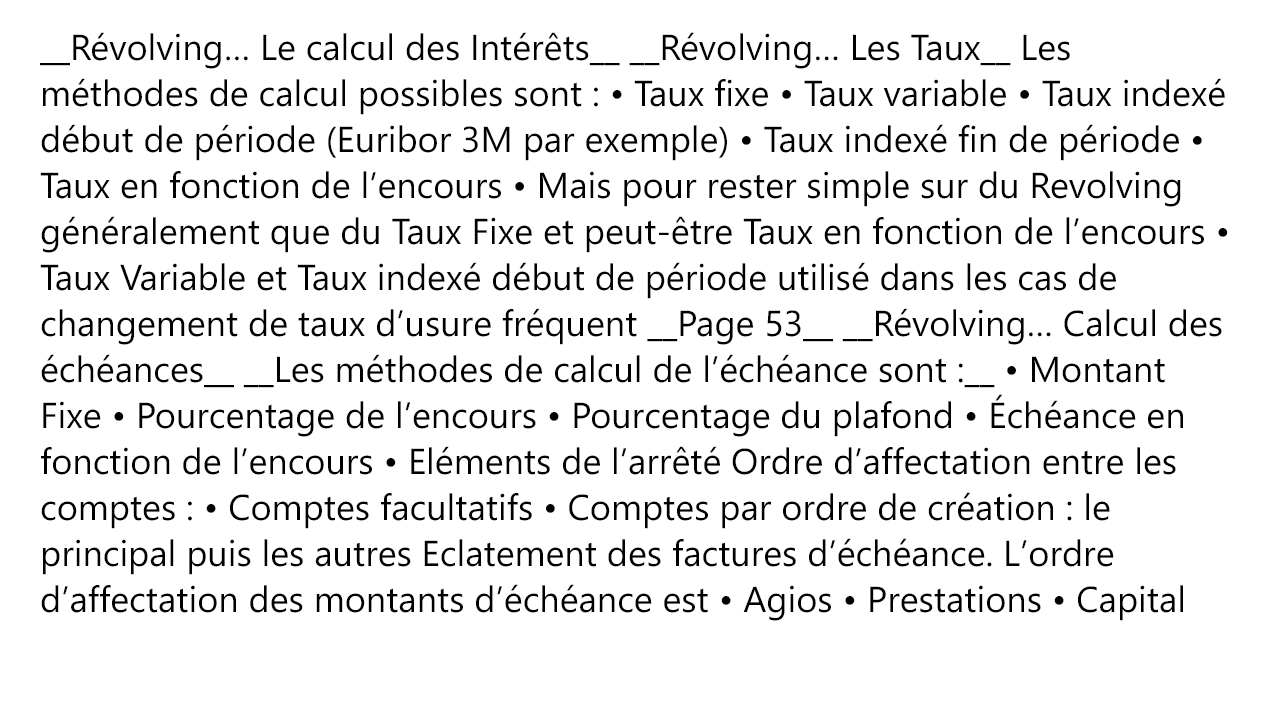 __Révolving... Le calcul des Intérêts__ __Révolving... Les Taux__ Les
méthodes de calcul possibles sont : • Taux fixe • Taux variable • Taux indexé
début de période (Euribor 3M par exemple) • Taux indexé fin de période •
Taux en fonction de l’encours • Mais pour rester simple sur du Revolving
généralement que du Taux Fixe et peut-être Taux en fonction de l’encours •
Taux Variable et Taux indexé début de période utilisé dans les cas de
changement de taux d’usure fréquent __Page 53__ __Révolving... Calcul des
échéances__ __Les méthodes de calcul de l’échéance sont :__ • Montant
Fixe • Pourcentage de l’encours • Pourcentage du plafond • Échéance en
fonction de l’encours • Eléments de l’arrêté Ordre d’affectation entre les
comptes : • Comptes facultatifs • Comptes par ordre de création : le
principal puis les autres Eclatement des factures d’échéance. L’ordre
d’affectation des montants d’échéance est • Agios • Prestations • Capital